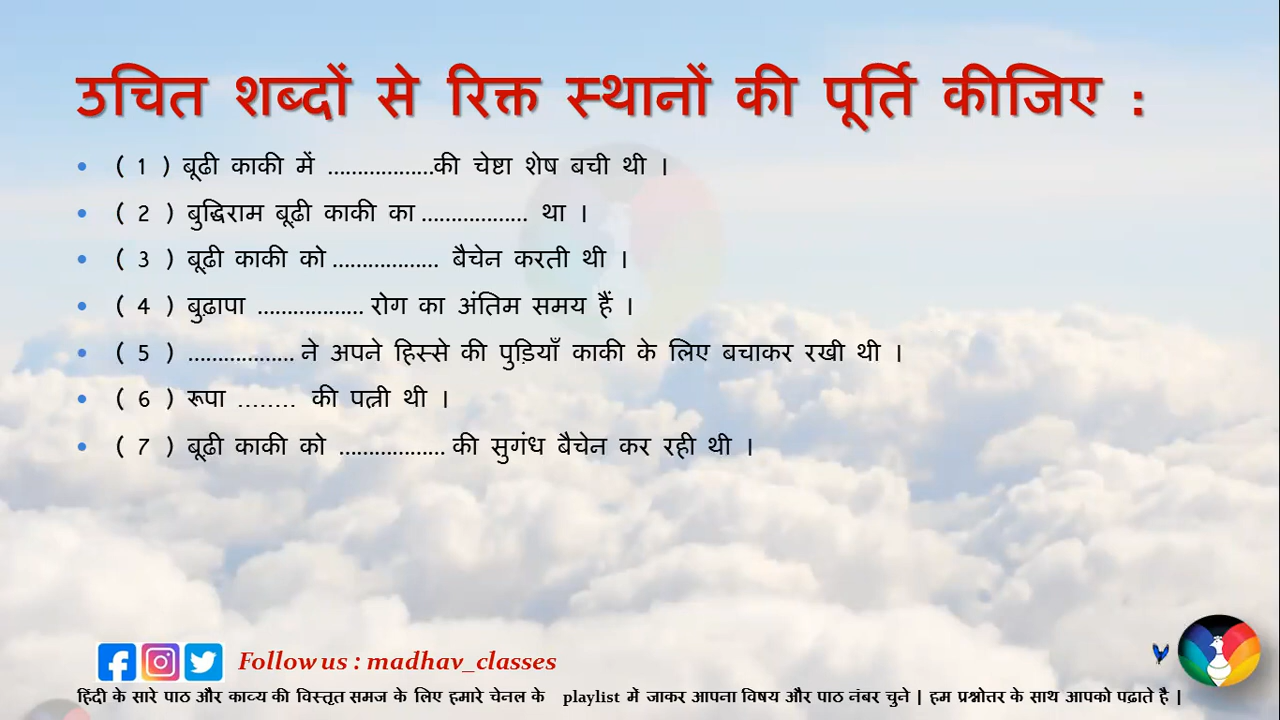 उचित शब्दों से रिक्त स्थानों की पूर्ति कीजिए :
• ( 1 ) बूढी काकी में ..................की चेष्टा शेष बची थी ।
• ( 2 ) बुद्धिराम बूढ़ी काकी का .................. था ।
• ( 3 ) बूढ़ी काकी को .................. बैचेन करती थी ।
• ( 4 ) बुढ़ापा .................. रोग का अंतिम समय हैं ।
• ( 5 ) .................. ने अपने हिस्से की पुड़ियाँ काकी के लिए बचाकर रखी थी ।
• ( 6 ) रूपा ........ की पत्नी थी ।
• ( 7 ) बूढ़ी काकी को .................. की सुगंध बैचेन कर रही थी ।
Follow us : madhav_classes
हिंदी के सारे पाठ और काव्य की विस्तृत समज के लिए हमारे चेनल के playlist में जाकर आपना विषय और पाठ नंबर चुने | हम प्रश्नोत्तर के साथ आपको पढ़ाते है |